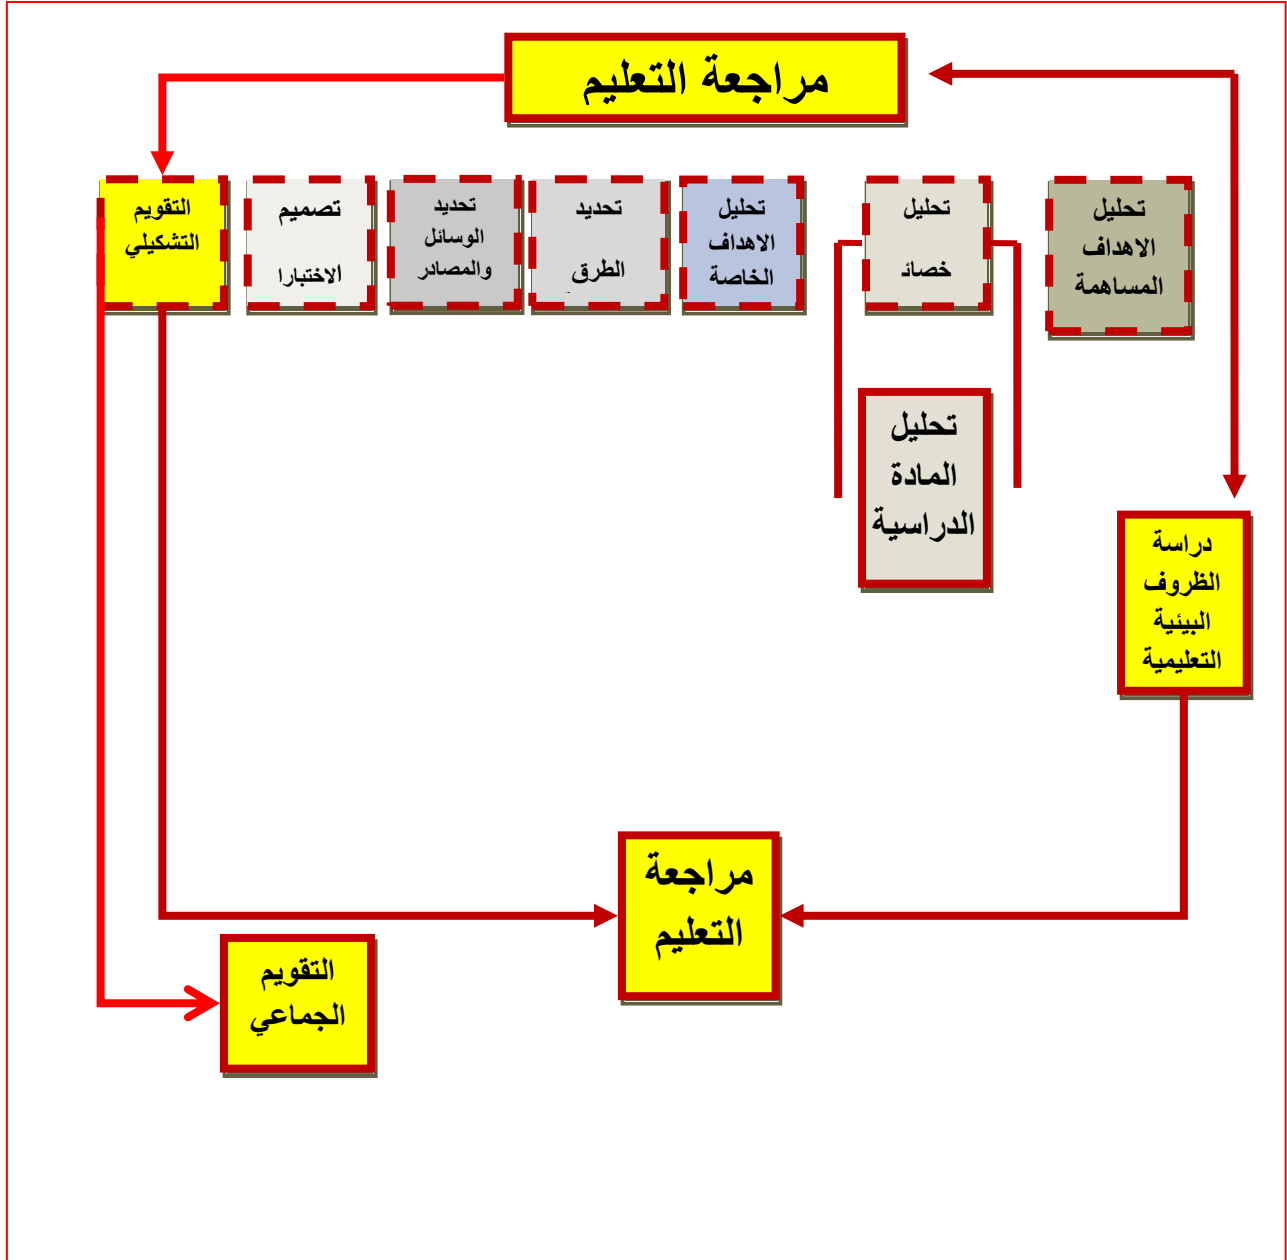 مراجعة التعليم
تحليل
الاهداف
المساهمة
تحليل
خصائ
تحليل
الاهداف
الخاصة
تحديد
الطرق
تحديد
الوسائل
والمصادر
تصميم
الاختبارا
التقويم
التشكيلي
تحليل
المادة
الدراسية
دراسة
الظروف
البيئية
التعليمية
مراجعة
التعليم
التقويم
الجماعي